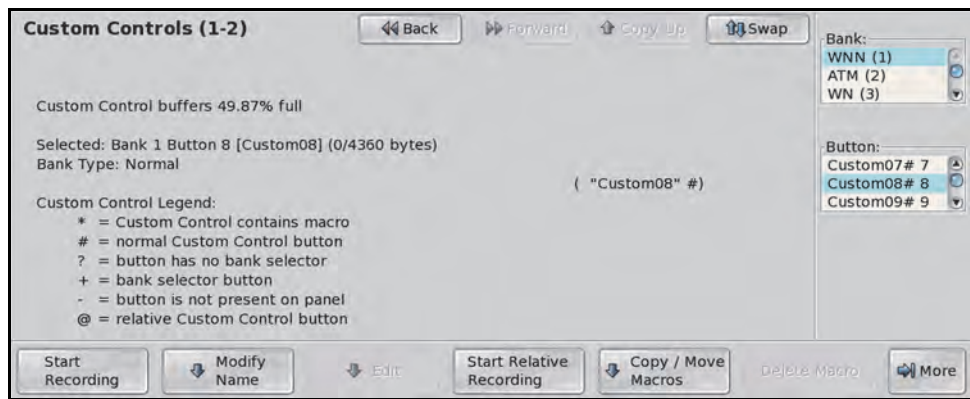 Custom Controls (1-2)
Back
Forward
Copy Up
Swap
Bank:
WNN (1)
ATM (2)
WN (3)
Custom Control buffers 49.87% full
Selected: Bank 1 Button 8 [Custom08] (0/4360 bytes)
Bank Type: Normal
( "Custom08" #)
Button:
Custom07# 7
Custom08# 8
Custom09# 9
Custom Control Legend:
* = Custom Control contains macro
# = normal Custom Control button
? = button has no bank selector
+ = bank selector button
- = button is not present on panel
@ = relative Custom Control button
Start
Recording
Modify
Name
Edit
Start Relative
Recording
Copy / Move
Macros
Delete Macro
More